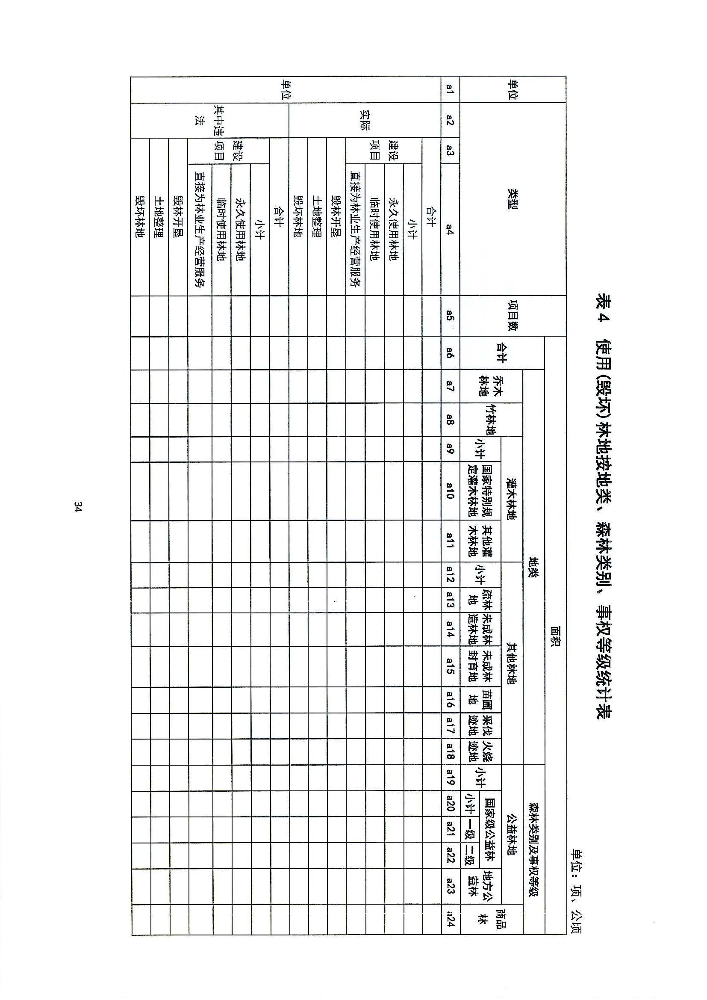 表 4 使用(毁坏)林地按地类、森林类别、事权等级统计表
单位：项、公顷
单位
类型
项目数
面积
合计
地类
森林类别及事权等级
乔木
林地
竹林地
灌木林地
其他林地
公益林地
商品
林
小计
国家特别规
定灌木林地
其他灌
木林地
小计
疏林
地
未成林
造林地
未成林
封育地
苗圃
地
采伐
迹地
火烧
迹地
小计
国家级公益林
地方公
益林
小计
一级
二级
a1 a2 a3 a4 a5 a6 a7 a8 a9 a10 a11 a12 a13 a14 a15 a16 a17 a18 a19 a20 a21 a22 a23 a24
单位
实际
合计
建设
项目
小计
永久使用林地
临时使用林地
直接为林业生产经营服务
毁林开垦
土地整理
毁坏林地
其中违
法
合计
建设
项目
小计
永久使用林地
临时使用林地
直接为林业生产经营服务
毁林开垦
土地整理
毁坏林地
34